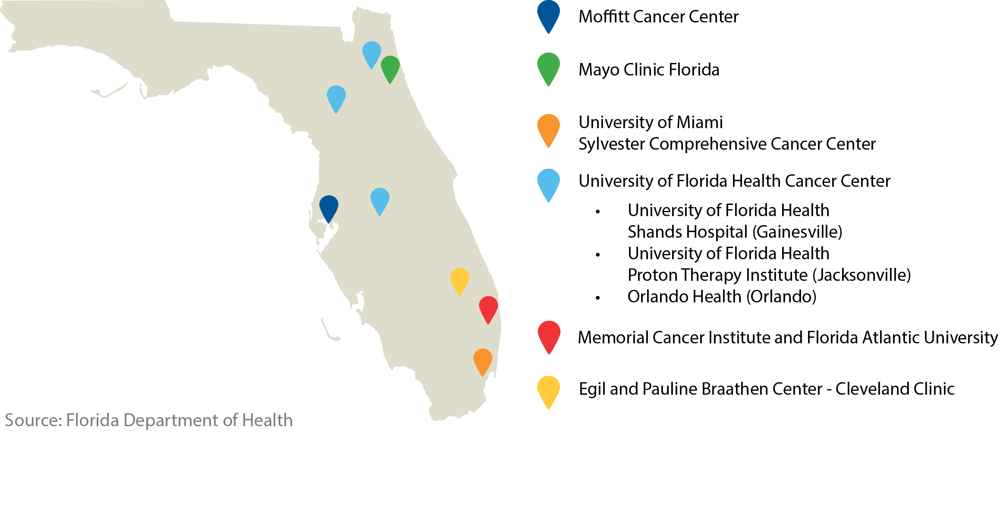 Moffitt Cancer Center
Mayo Clinic Florida
University of Miami
Sylvester Comprehensive Cancer Center
University of Florida Health Cancer Center
• University of Florida Health
Shands Hospital (Gainesville)
• University of Florida Health
Proton Therapy Institute (Jacksonville)
• Orlando Health (Orlando)
Memorial Cancer Institute and Florida Atlantic University
Egil and Pauline Braathen Center - Cleveland Clinic
Source: Florida Department of Health